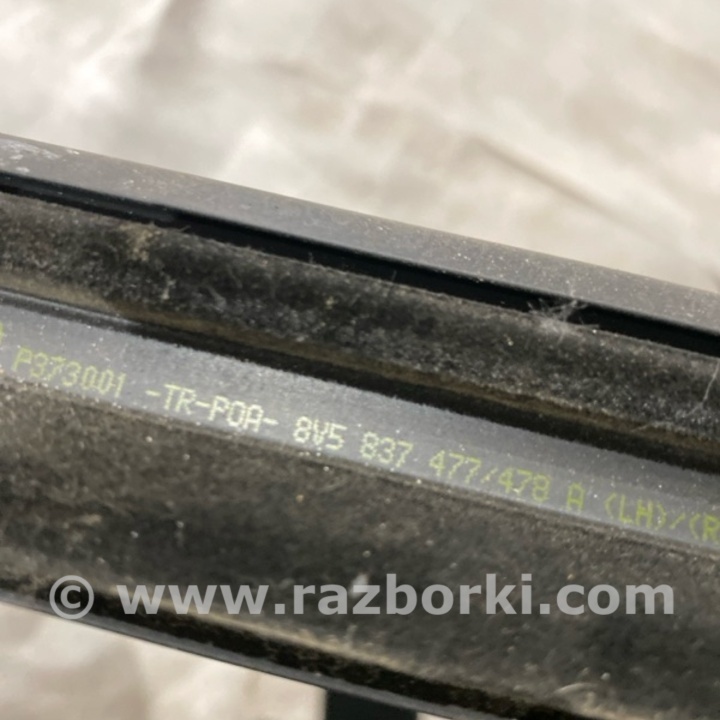 P373001 -TR-POA- 8V5 837 477/478 A (LH)/(R
© www.razborki.com